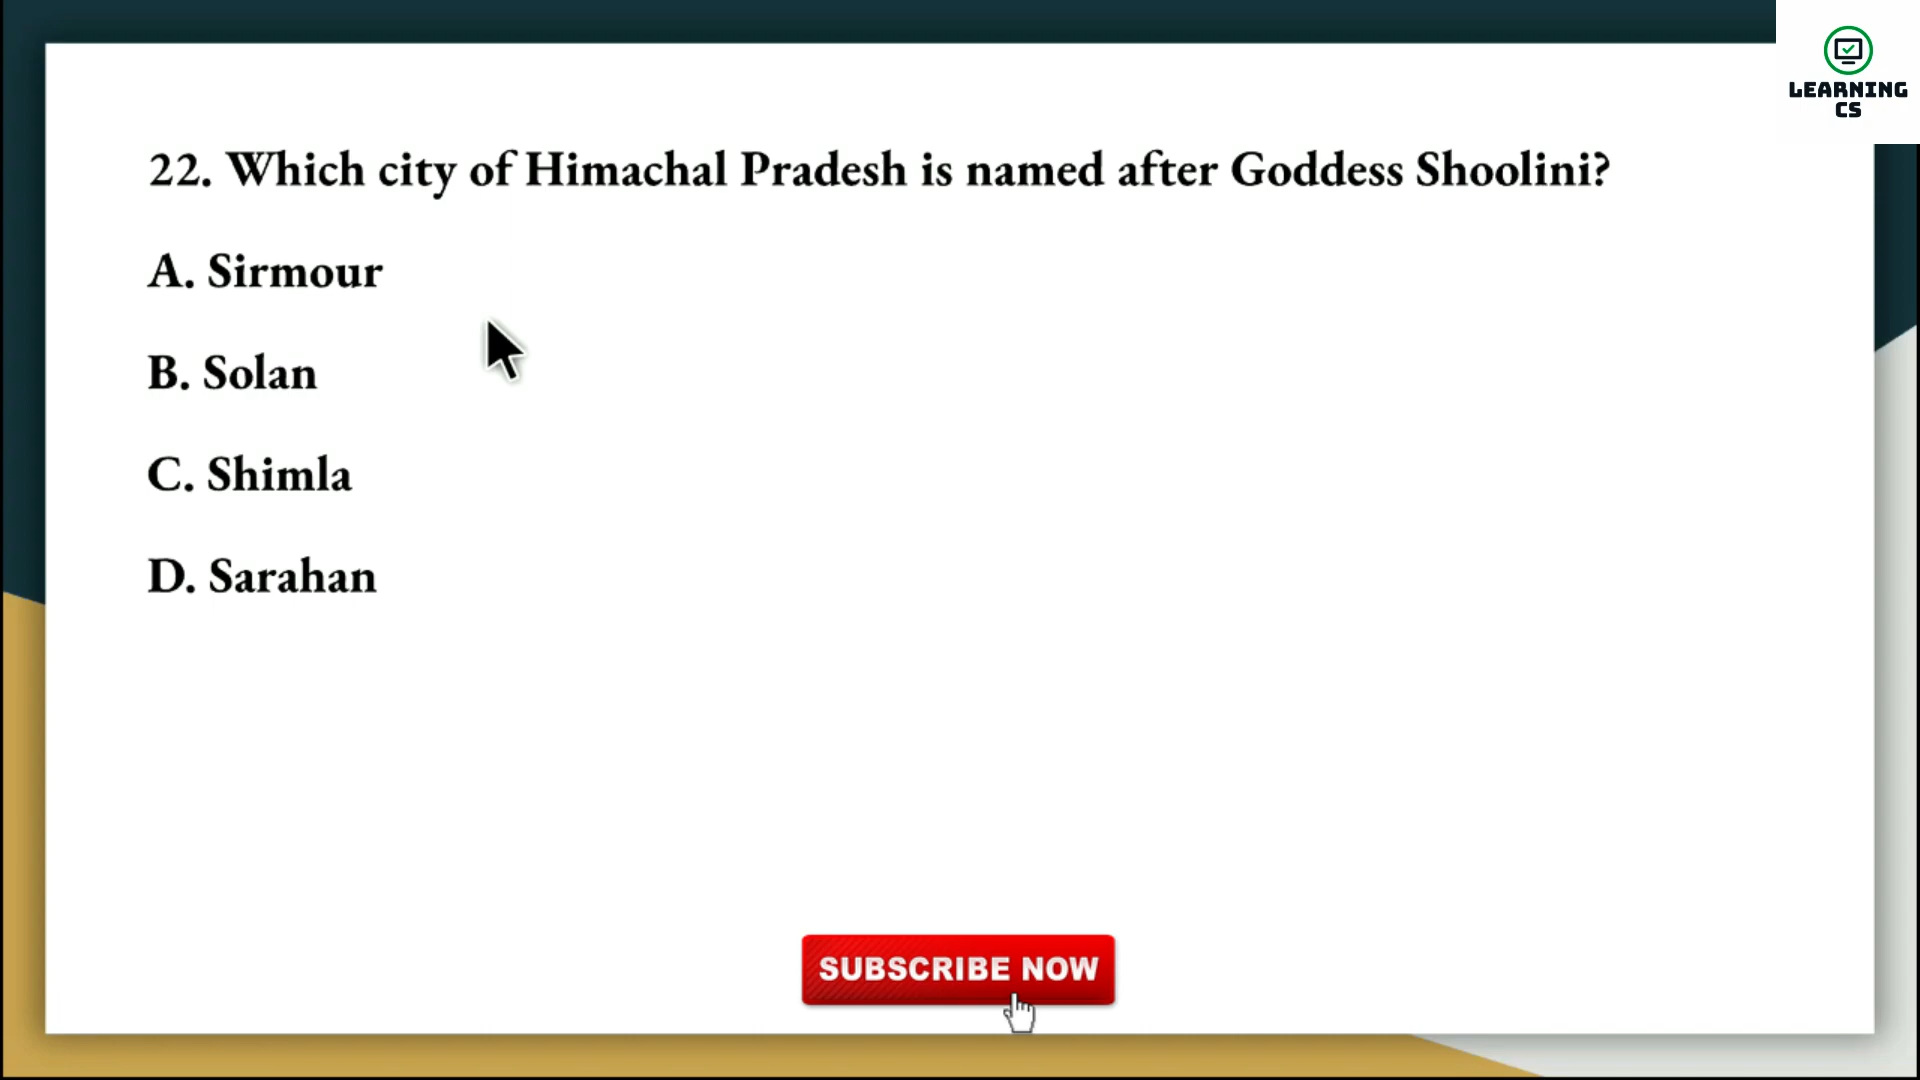 LEARNING
CS
22. Which city of Himachal Pradesh is named after Goddess Shoolini?
A. Sirmour
B. Solan
C. Shimla
D. Sarahan
SUBSCRIBE NOW